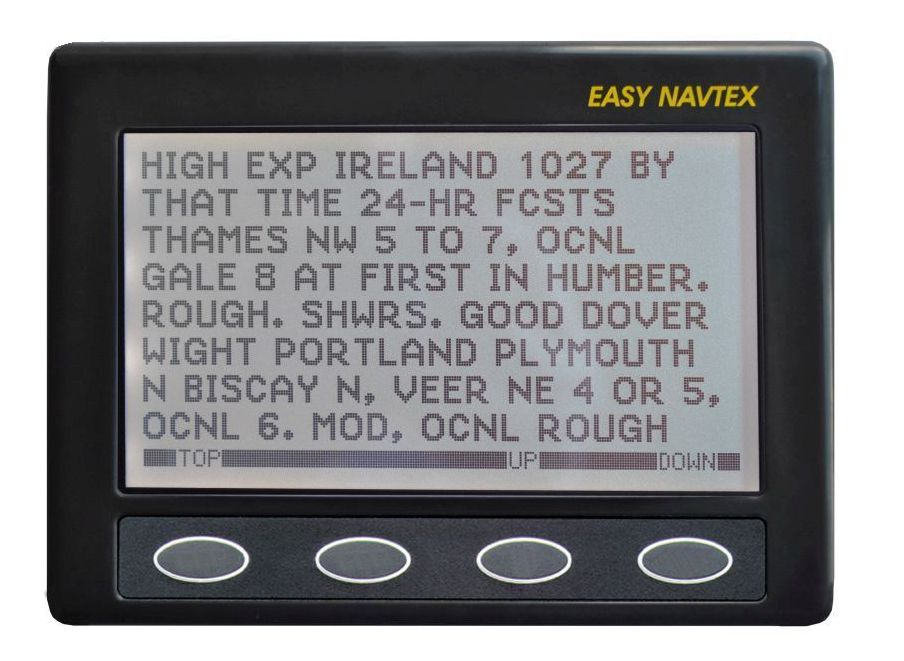 EASY NAVTEX
HIGH EXP IRELAND 1027 BY
THAT TIME 24-HR FCSTS
THAMES NW 5 TO 7, OCNL
GALE 8 AT FIRST IN HUMBER.
ROUGH. SHWRS. GOOD DOVER
WIGHT PORTLAND PLYMOUTH
N BISCAY N, VEER NE 4 OR 5,
OCNL 6. MOD, OCNL ROUGH
TOP UP DOWN